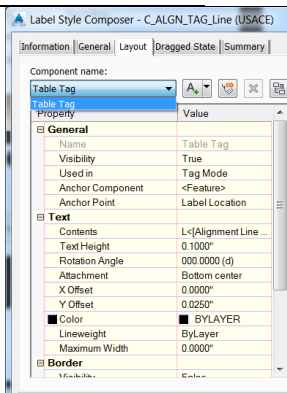 Label Style Composer - C_ALGN_TAG_Line (USACE)
Information General Layout Dragged State Summary
Component name:
Table Tag
Table Tag
Property Value
General
Name Table Tag
Visibility True
Used in Tag Mode
Anchor Component <Feature>
Anchor Point Label Location
Text
Contents L<[Alignment Line ...
Text Height 0.1000"
Rotation Angle 000.0000 (d)
Attachment Bottom center
X Offset 0.0000"
Y Offset 0.0250"
Color BYLAYER
Lineweight ByLayer
Maximum Width 0.0000"
Border
Visibility False